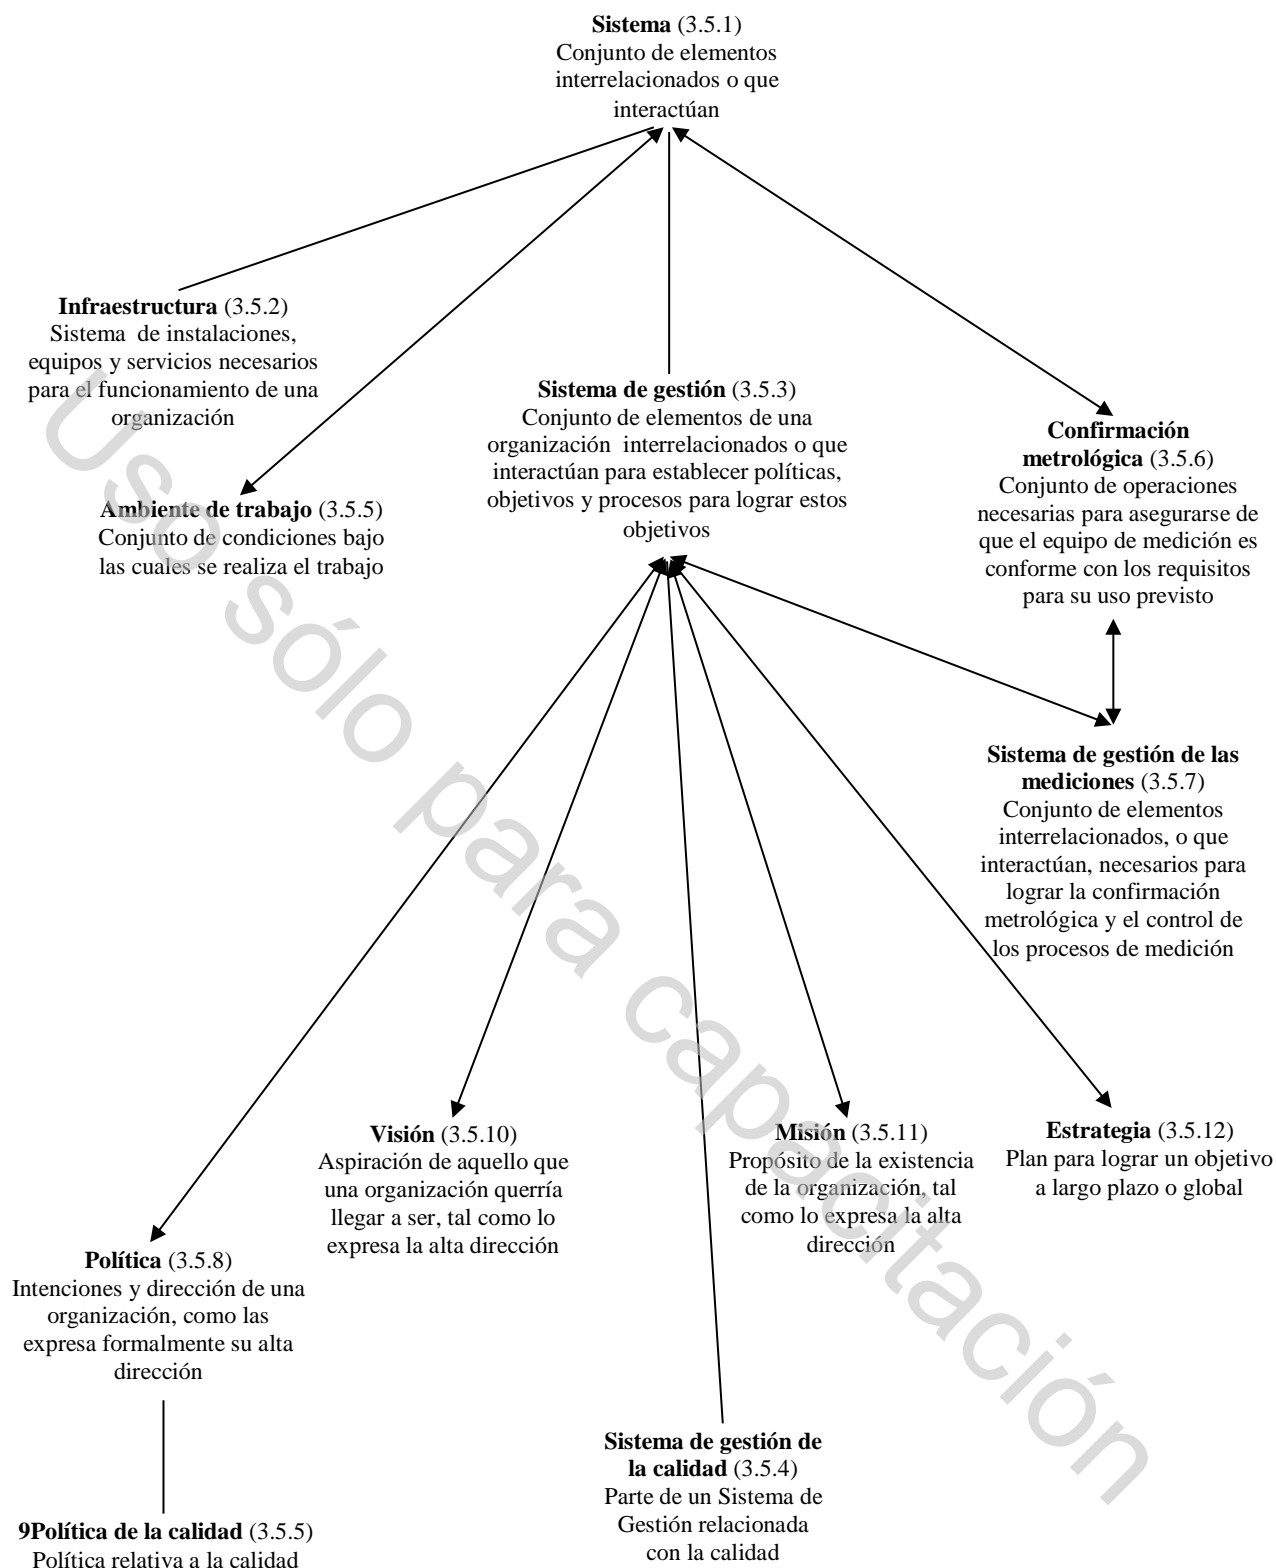 Sistema (3.5.1)
Conjunto de elementos
interrelacionados o que
interactúan
Infraestructura (3.5.2)
Sistema de instalaciones,
equipos y servicios necesarios
para el funcionamiento de una
organización
Sistema de gestión (3.5.3)
Conjunto de elementos de una
organización interrelacionados o que
interactúan para establecer políticas,
objetivos y procesos para lograr estos
objetivos
Confirmación
metrológica (3.5.6)
Conjunto de operaciones
necesarias para asegurarse de
que el equipo de medición es
conforme con los requisitos
para su uso previsto
Ambiente de trabajo (3.5.5)
Conjunto de condiciones bajo
las cuales se realiza el trabajo
Sistema de gestión de las
mediciones (3.5.7)
Conjunto de elementos
interrelacionados, o que
interactúan, necesarios para
lograr la confirmación
metrológica y el control de
los procesos de medición
Visión (3.5.10)
Aspiración de aquello que
una organización querría
llegar a ser, tal como lo
expresa la alta dirección
Misión (3.5.11)
Propósito de la existencia
de la organización, tal
como lo expresa la alta
dirección
Estrategia (3.5.12)
Plan para lograr un objetivo
a largo plazo o global
Política (3.5.8)
Intenciones y dirección de una
organización, como las
expresa formalmente su alta
dirección
Sistema de gestión de
la calidad (3.5.4)
Parte de un Sistema de
Gestión relacionada
con la calidad
9Política de la calidad (3.5.5)
Política relativa a la calidad
Uso sólo para capacitación